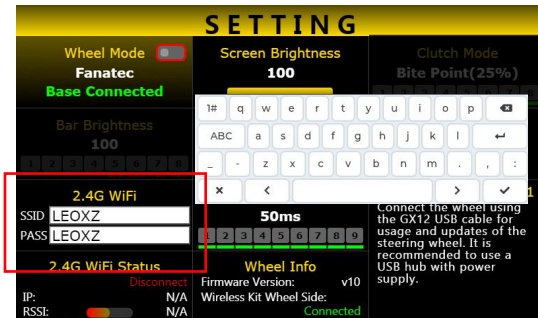 SETTING
Wheel Mode
Fanatec
Base Connected
Screen Brightness
100
Clutch Mode
Bite Point(25%)
Bar Brightness
100
1 2 3 4 5 6 7 8
1# q w e r t y u i o p
ABC a s d f g h j k l
_ - z x c v b n m . , :
2.4G WiFi
SSID LEOXZ
PASS LEOXZ
50ms
1 2 3 4 5 6 7 8 9
1
Connect the wheel using
the GX12 USB cable for
usage and updates of the
steering wheel. It is
recommended to use a
USB hub with power
supply.
2.4G WiFi Status
Disconnect
IP: N/A
RSSI: N/A
Wheel Info
Firmware Version: v10
Wireless Kit Wheel Side:
Connected